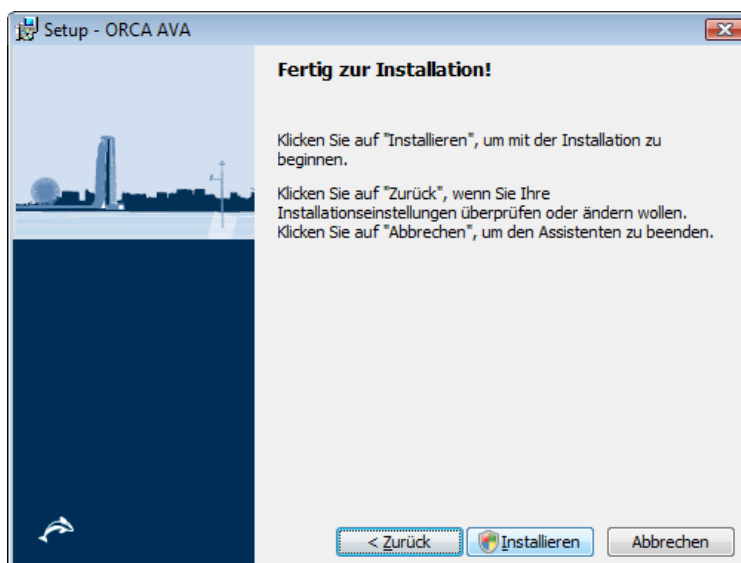 Setup - ORCA AVA
Fertig zur Installation!
Klicken Sie auf "Installieren", um mit der Installation zu
beginnen.
Klicken Sie auf "Zurück", wenn Sie Ihre
Installationseinstellungen überprüfen oder ändern wollen.
Klicken Sie auf "Abbrechen", um den Assistenten zu beenden.
< Zurück
Installieren
Abbrechen